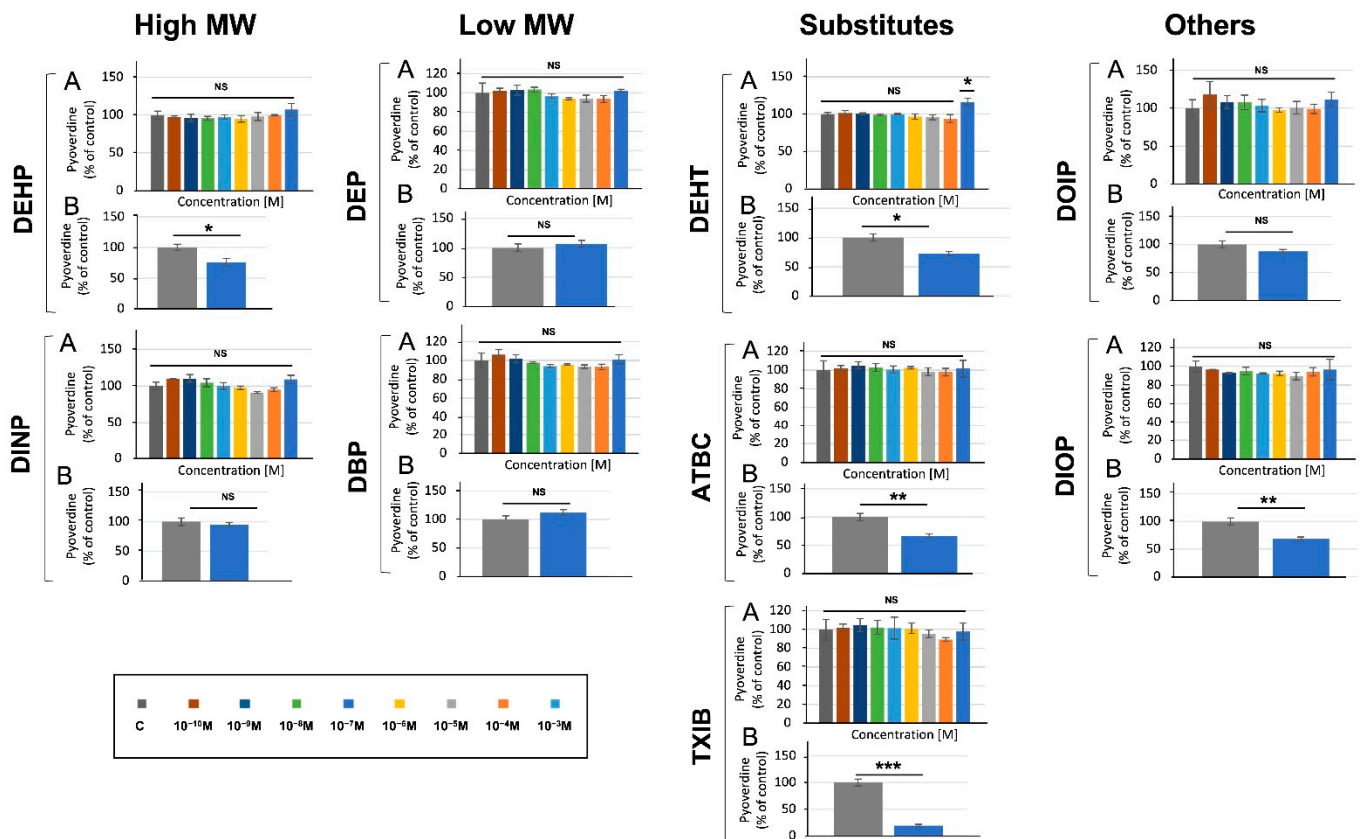 High MW
Low MW
Substitutes
Others
DEHP
A
Pyoverdine
(% of control)
150
100
50
0
NS
Concentration [M]
B
Pyoverdine
(% of control)
150
100
50
0
*
DINP
A
Pyoverdine
(% of control)
150
100
50
0
NS
Concentration [M]
B
Pyoverdine
(% of control)
150
100
50
0
NS
DEP
A
Pyoverdine
(% of control)
120
100
80
60
40
20
0
NS
Concentration [M]
B
Pyoverdine
(% of control)
150
100
50
0
NS
DBP
A
Pyoverdine
(% of control)
120
100
80
60
40
20
0
NS
Concentration [M]
B
Pyoverdine
(% of control)
150
100
50
0
NS
DEHT
A
Pyoverdine
(% of control)
150
100
50
0
NS
*
Concentration [M]
B
Pyoverdine
(% of control)
150
100
50
0
*
ATBC
A
Pyoverdine
(% of control)
120
100
80
60
40
20
0
NS
Concentration [M]
B
Pyoverdine
(% of control)
150
100
50
0
**
TXIB
A
Pyoverdine
(% of control)
120
100
80
60
40
20
0
NS
Concentration [M]
B
Pyoverdine
(% of control)
150
100
50
0
***
DOIP
A
Pyoverdine
(% of control)
150
100
50
0
NS
Concentration [M]
B
Pyoverdine
(% of control)
150
100
50
0
NS
DIOP
A
Pyoverdine
(% of control)
120
100
80
60
40
20
0
NS
Concentration [M]
B
Pyoverdine
(% of control)
150
100
50
0
**
C 10⁻¹⁰M 10⁻⁹M 10⁻⁸M 10⁻⁷M 10⁻⁶M 10⁻⁵M 10⁻⁴M 10⁻³M